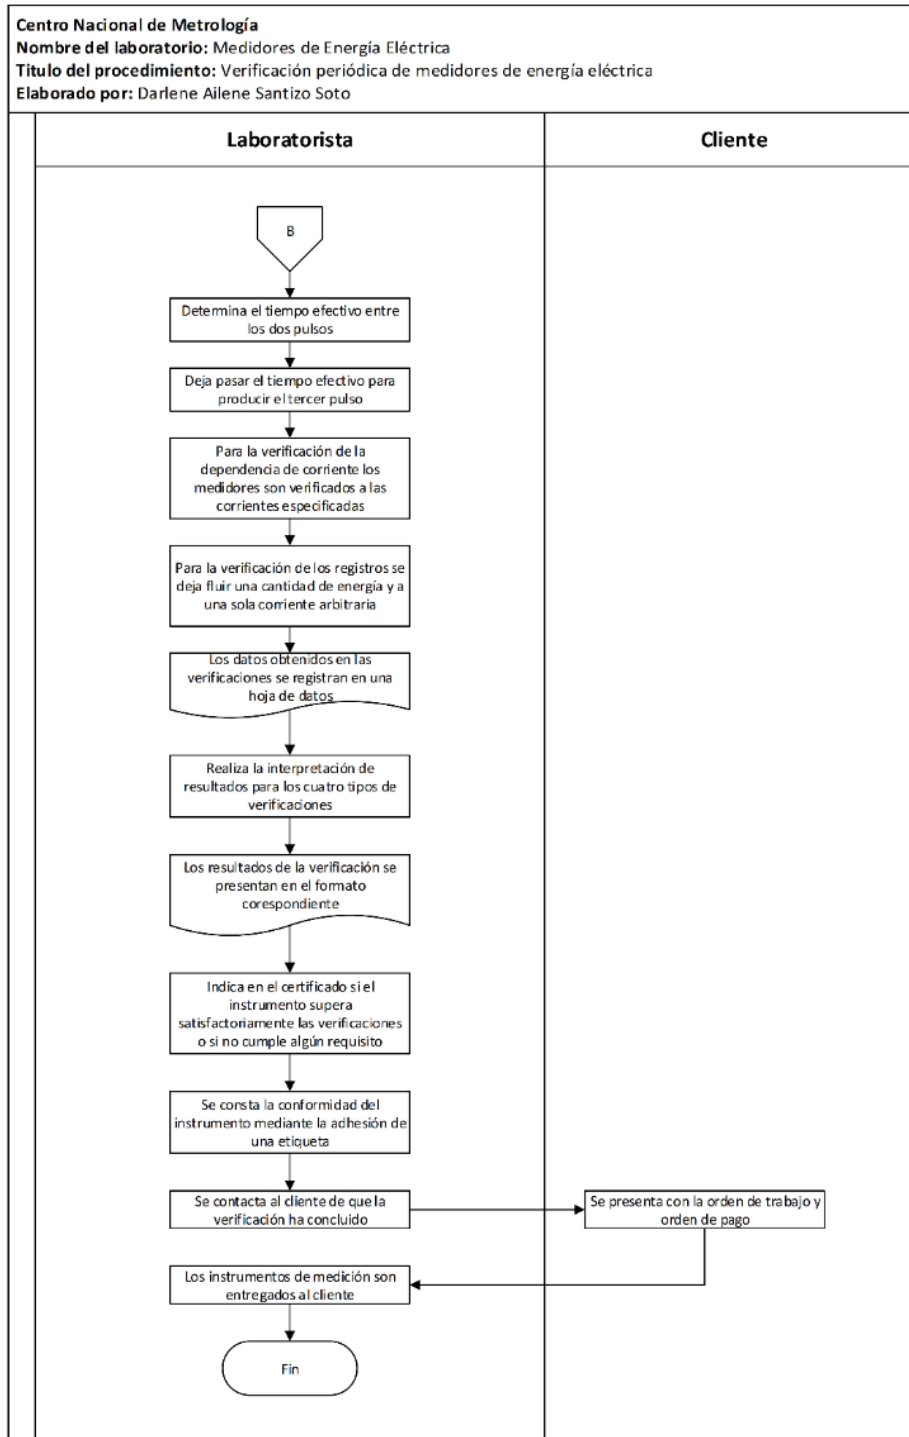 Centro Nacional de Metrología
Nombre del laboratorio: Medidores de Energía Eléctrica
Titulo del procedimiento: Verificación periódica de medidores de energía eléctrica
Elaborado por: Darlene Ailene Santizo Soto
Laboratorista
Cliente
B
Determina el tiempo efectivo entre
los dos pulsos
Deja pasar el tiempo efectivo para
producir el tercer pulso
Para la verificación de la
dependencia de corriente los
medidores son verificados a las
corrientes especificadas
Para la verificación de los registros se
deja fluir una cantidad de energía y a
una sola corriente arbitraria
Los datos obtenidos en las
verificaciones se registran en una
hoja de datos
Realiza la interpretación de
resultados para los cuatro tipos de
verificaciones
Los resultados de la verificación se
presentan en el formato
corespondiente
Indica en el certificado si el
instrumento supera
satisfactoriamente las verificaciones
o si no cumple algún requisito
Se consta la conformidad del
instrumento mediante la adhesión de
una etiqueta
Se contacta al cliente de que la
verificación ha concluido
Se presenta con la orden de trabajo y
orden de pago
Los instrumentos de medición son
entregados al cliente
Fin